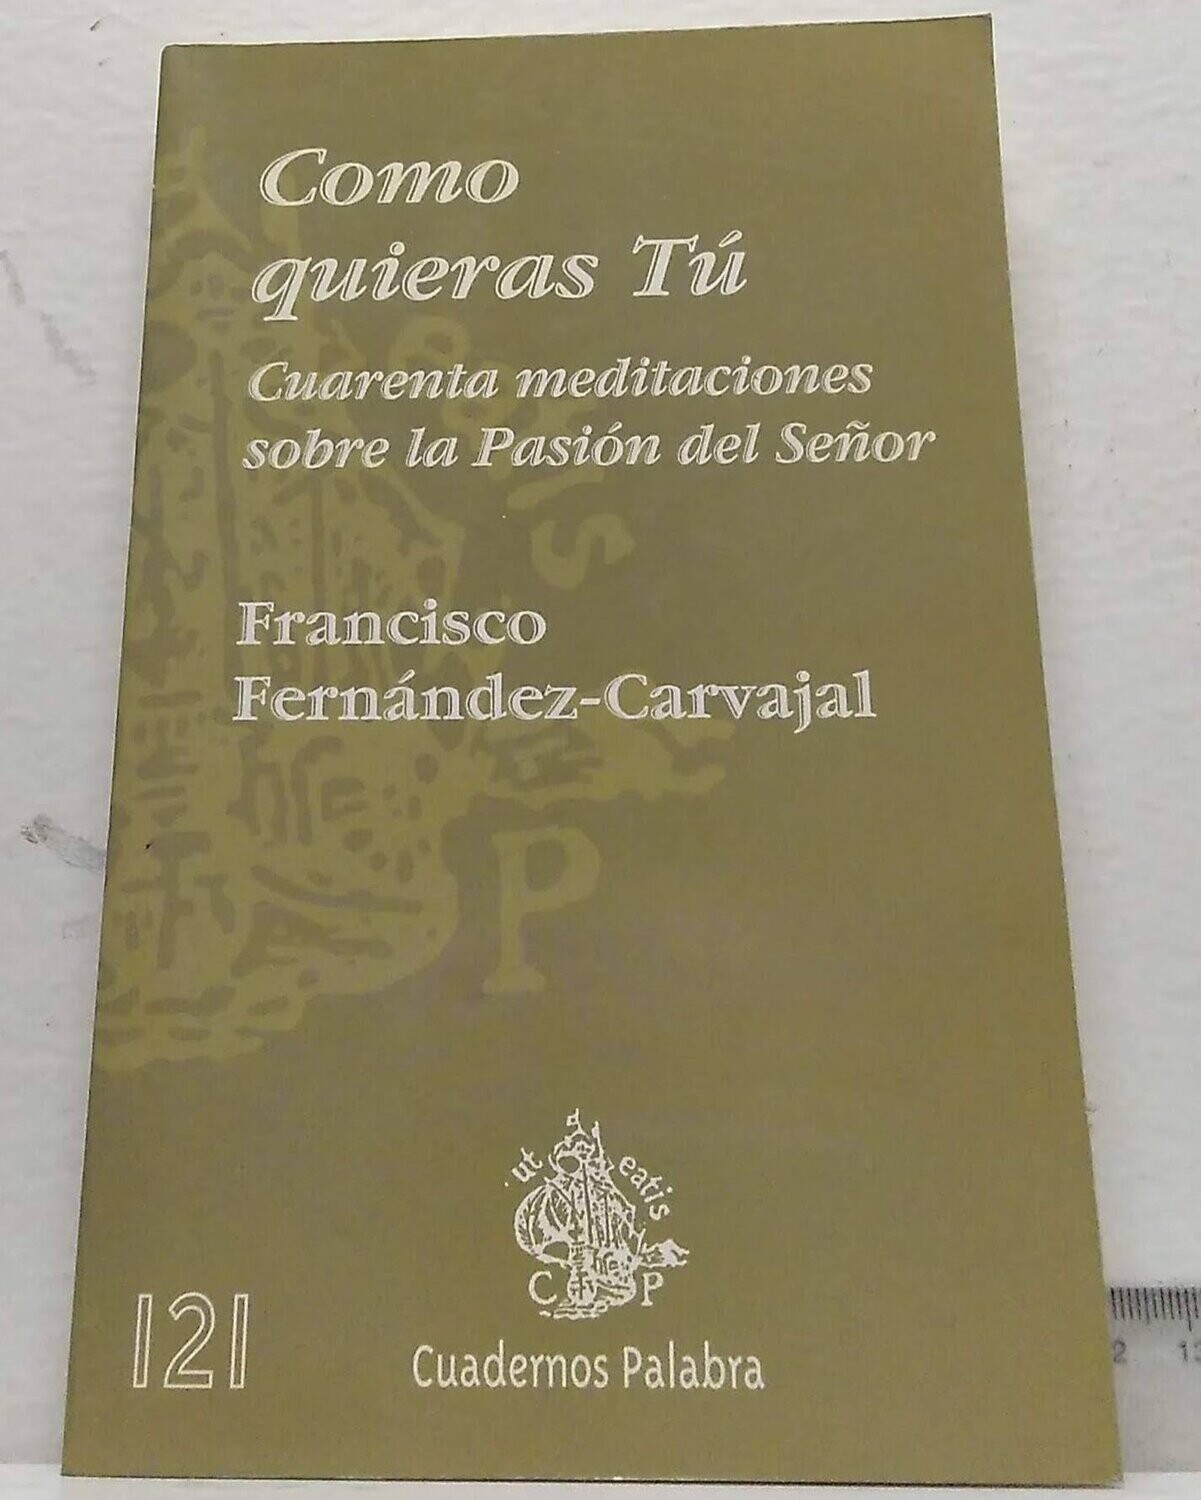 Como
quieras Tú
Cuarenta meditaciones
sobre la Pasión del Señor
Francisco
Fernández-Carvajal
P
ut eatis
C P
121
Cuadernos Palabra